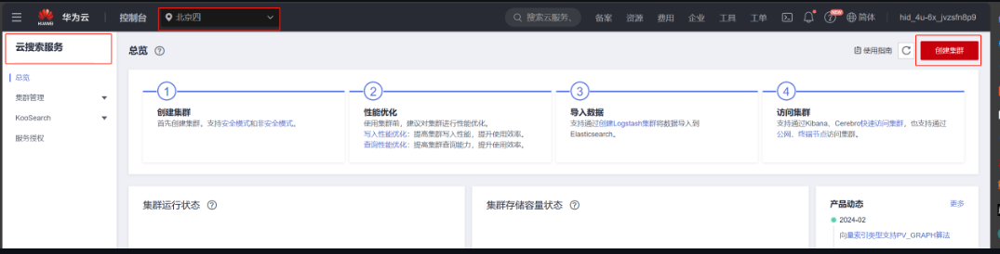 HUAWEI 华为云 控制台 北京四 搜索云服务、 备案 资源 费用 企业 工具 工单 NEW 简体 hid_4u-6x_jvzsfn8p9
云搜索服务
总览
集群管理
KooSearch
服务授权
总览 使用指南 创建集群
1
创建集群
首先创建集群。支持安全模式和非安全模式。
2
性能优化
使用集群前，建议对集群进行性能优化。
写入性能优化：提高集群写入性能，提升使用效率。
查询性能优化：提高集群查询能力，提升使用效率。
3
导入数据
支持通过创建Logstash集群将数据导入到
Elasticsearch。
4
访问集群
支持通过Kibana、Cerebro快速访问集群，也支持通过
公网、终端节点访问集群。
集群运行状态
集群存储容量状态
产品动态 更多
2024-02
向量索引类型支持PV_GRAPH算法